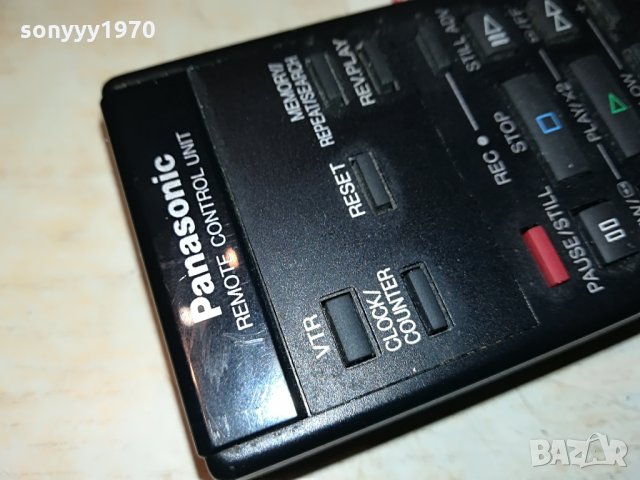 sonyyy1970
Panasonic
REMOTE CONTROL UNIT
VTR
CLOCK/
COUNTER
RESET
MEMORY/
REPEAT/SEARCH
REV.PLAY
STILL ADV
REC
STOP
PLAY/×2
PAUSE/STILL
BAZAR